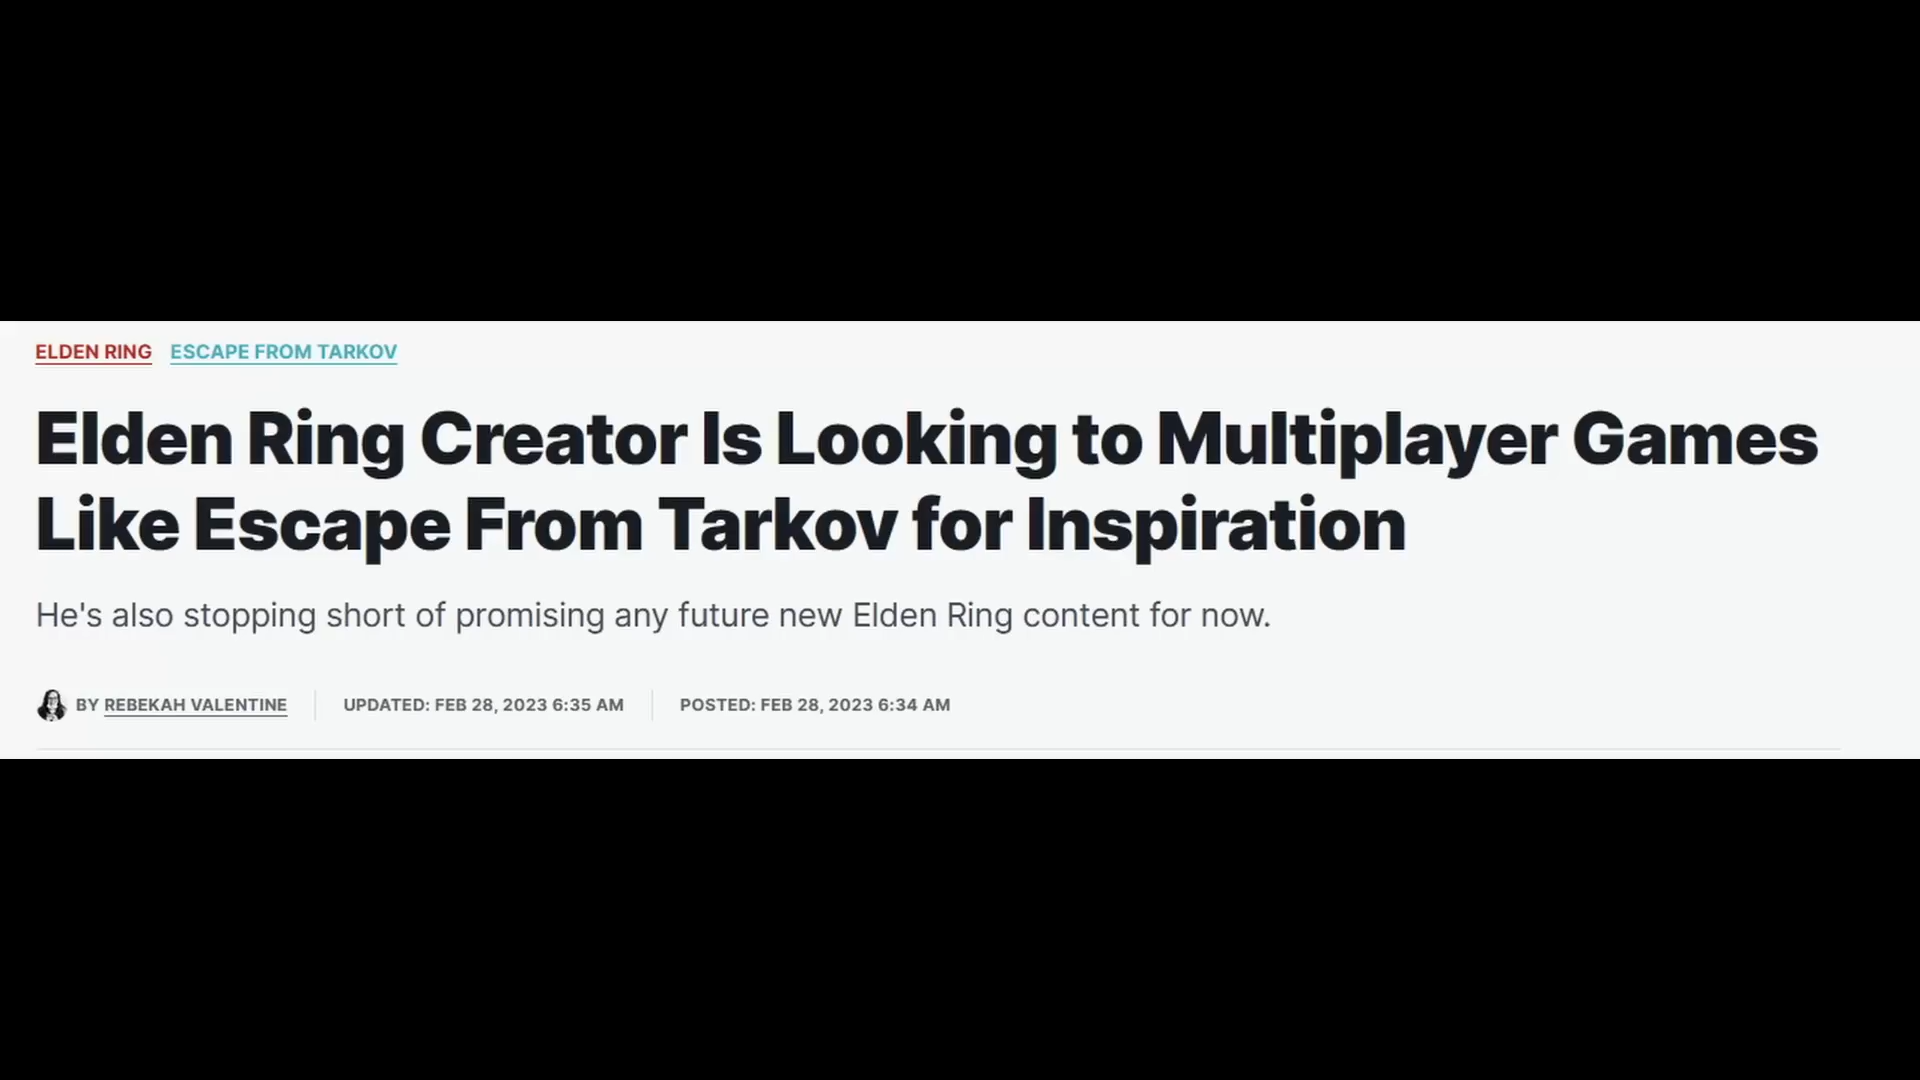 ELDEN RING ESCAPE FROM TARKOV
Elden Ring Creator Is Looking to Multiplayer Games
Like Escape From Tarkov for Inspiration
He's also stopping short of promising any future new Elden Ring content for now.
BY REBEKAH VALENTINE UPDATED: FEB 28, 2023 6:35 AM POSTED: FEB 28, 2023 6:34 AM